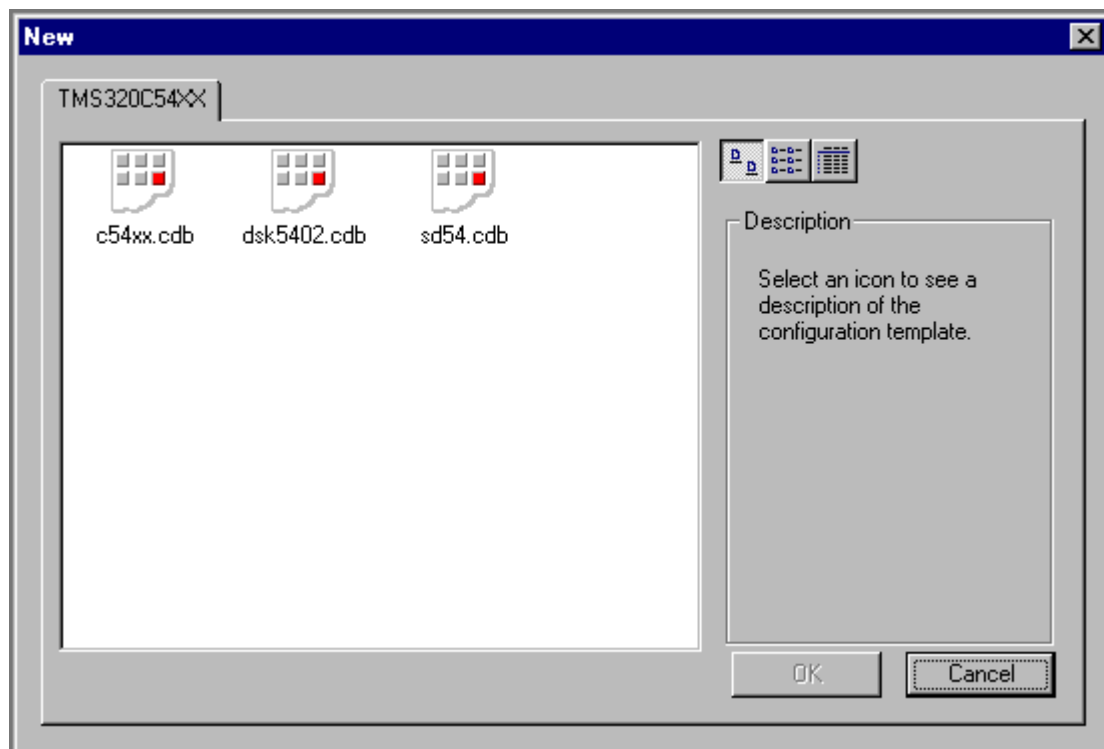 New
TMS320C54XX
c54xx.cdb
dsk5402.cdb
sd54.cdb
Description
Select an icon to see a
description of the
configuration template.
OK
Cancel